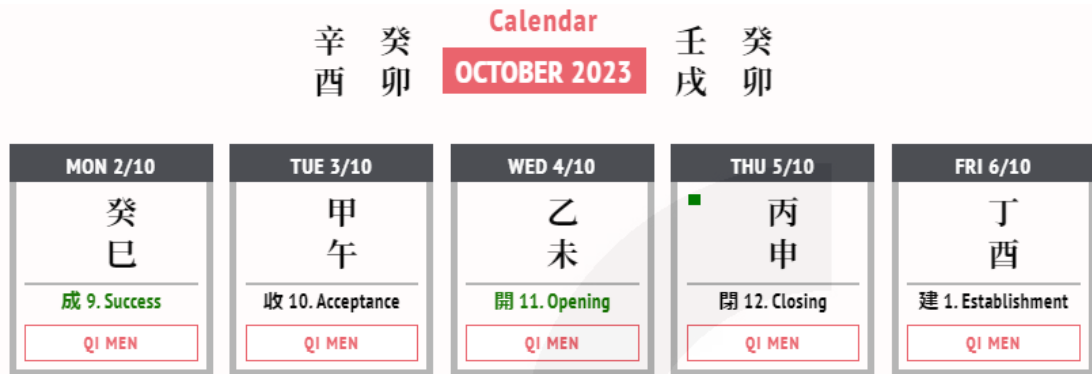 Calendar
辛 癸
酉 卯
OCTOBER 2023
壬 癸
戌 卯
MON 2/10
癸
巳
成 9. Success
QI MEN
TUE 3/10
甲
午
收 10. Acceptance
QI MEN
WED 4/10
乙
未
開 11. Opening
QI MEN
THU 5/10
丙
申
閉 12. Closing
QI MEN
FRI 6/10
丁
酉
建 1. Establishment
QI MEN